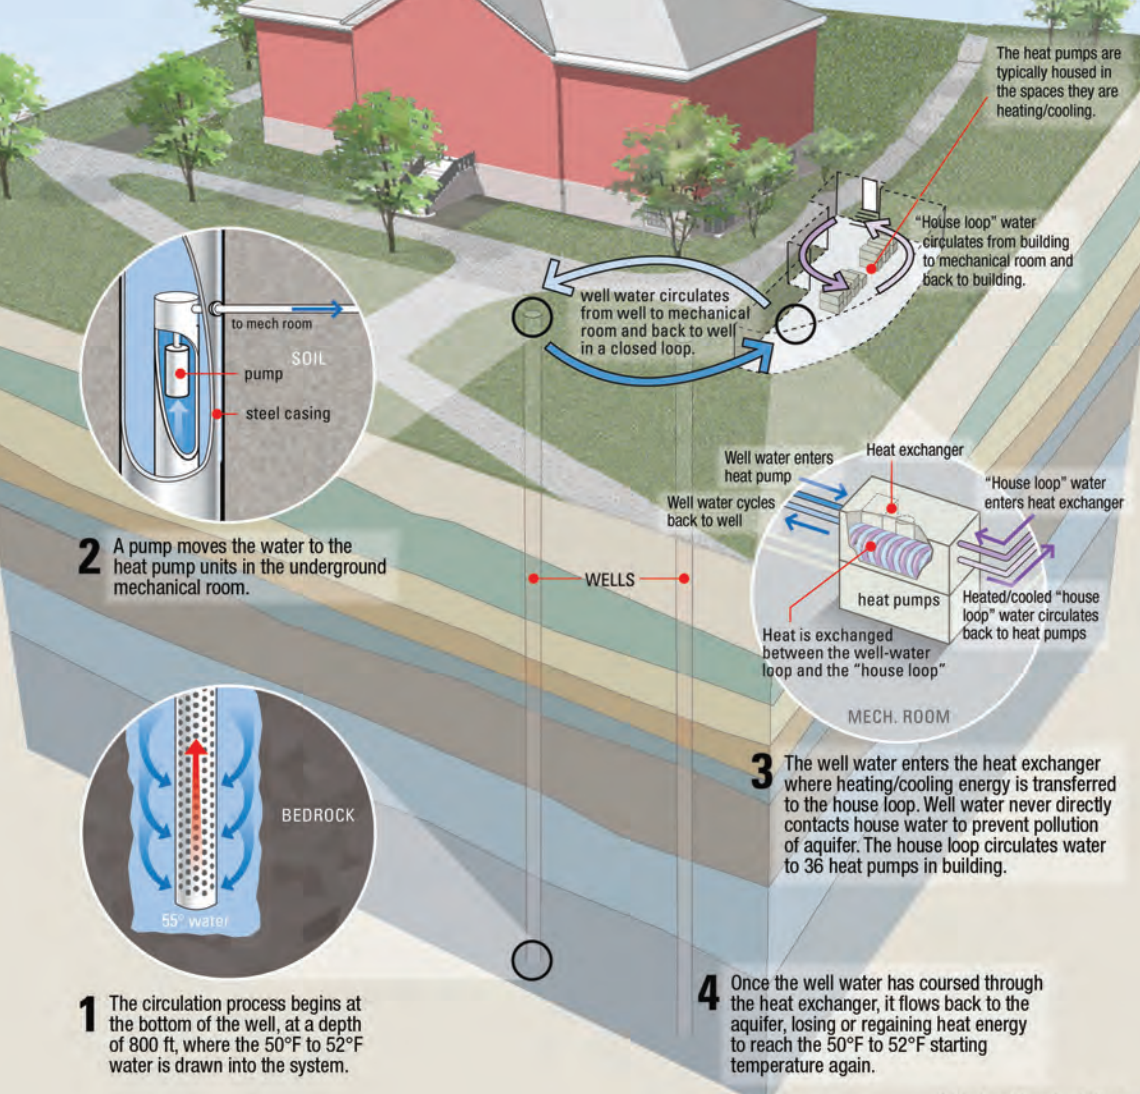 The heat pumps are
typically housed in
the spaces they are
heating/cooling.
“House loop” water
circulates from building
to mechanical room and
back to building.
well water circulates
from well to mechanical
room and back to well
in a closed loop.
to mech room
SOIL
pump
steel casing
2
A pump moves the water to the
heat pump units in the underground
mechanical room.
WELLS
Well water enters
heat pump
Heat exchanger
“House loop” water
enters heat exchanger
Well water cycles
back to well
heat pumps
Heated/cooled “house
loop” water circulates
back to heat pumps
Heat is exchanged
between the well-water
loop and the “house loop”
MECH. ROOM
3
The well water enters the heat exchanger
where heating/cooling energy is transferred
to the house loop. Well water never directly
contacts house water to prevent pollution
of aquifer. The house loop circulates water
to 36 heat pumps in building.
BEDROCK
55° water
1
The circulation process begins at
the bottom of the well, at a depth
of 800 ft, where the 50°F to 52°F
water is drawn into the system.
4
Once the well water has coursed through
the heat exchanger, it flows back to the
aquifer, losing or regaining heat energy
to reach the 50°F to 52°F starting
temperature again.